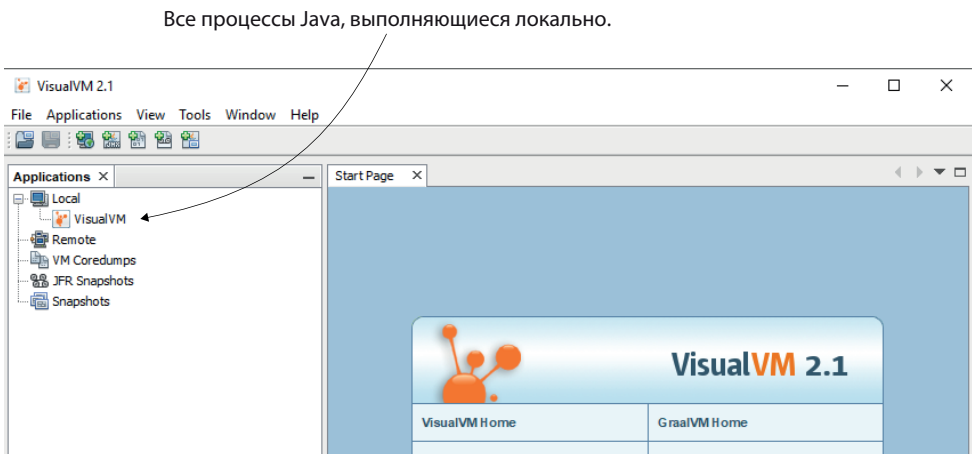 Все процессы Java, выполняющиеся локально.
VisualVM 2.1
File Applications View Tools Window Help
Applications
Start Page
Local
VisualVM
Remote
VM Coredumps
JFR Snapshots
Snapshots
VisualVM 2.1
VisualVM Home
GraalVM Home